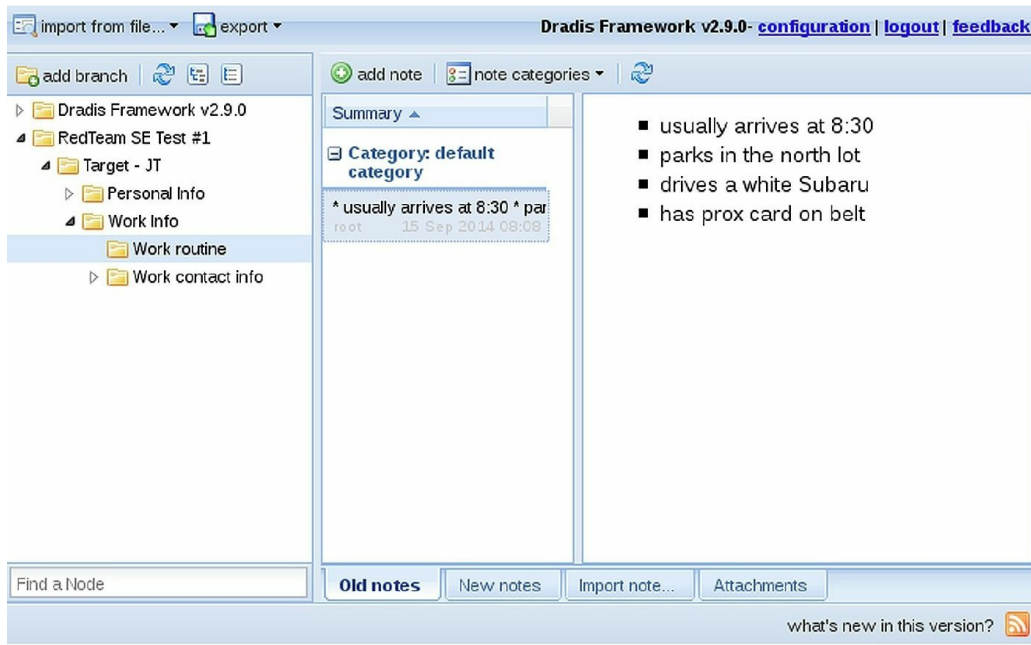 import from file... export Dradis Framework v2.9.0- configuration | logout | feedback
add branch
add note note categories
Dradis Framework v2.9.0
RedTeam SE Test #1
Target - JT
Personal Info
Work Info
Work routine
Work contact info
Summary
Category: default
category
* usually arrives at 8:30 * par
root 15 Sep 2014 08:08
usually arrives at 8:30
parks in the north lot
drives a white Subaru
has prox card on belt
Find a Node
Old notes New notes Import note... Attachments
what's new in this version?